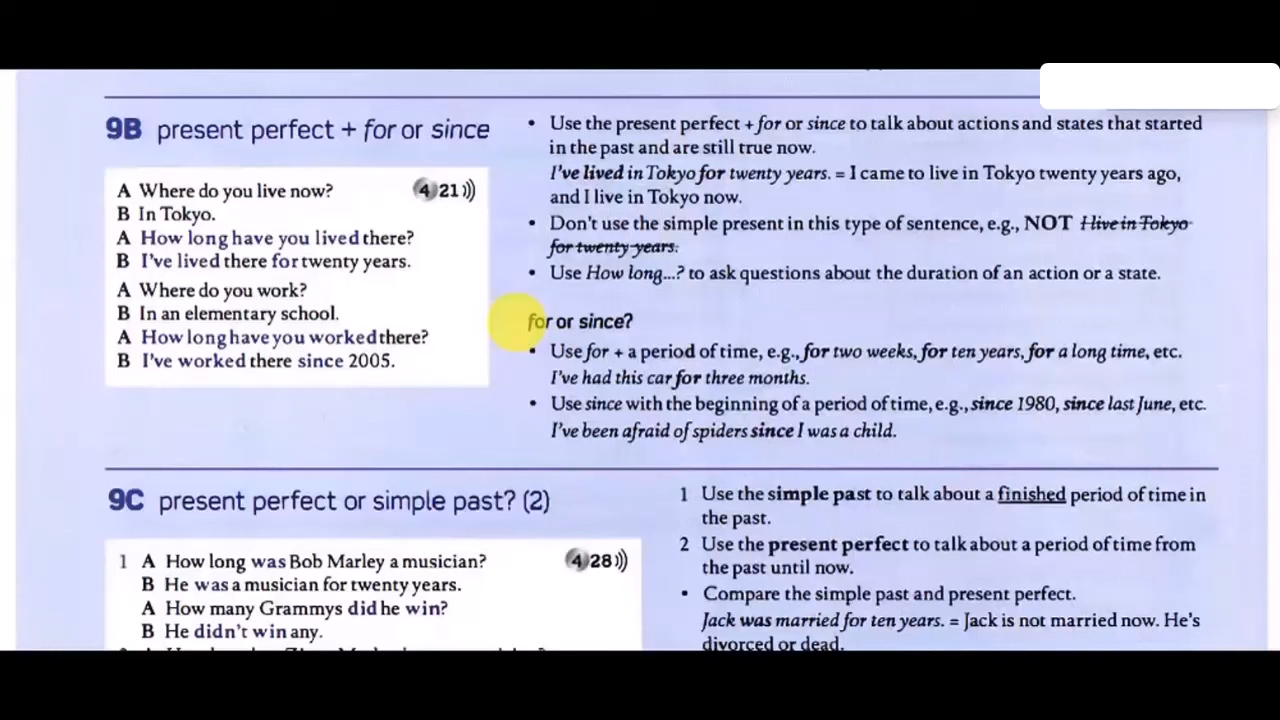 9B present perfect + for or since
A Where do you live now? 4 21
B In Tokyo.
A How long have you lived there?
B I've lived there for twenty years.
A Where do you work?
B In an elementary school.
A How long have you worked there?
B I've worked there since 2005.
• Use the present perfect + for or since to talk about actions and states that started
in the past and are still true now.
I've lived in Tokyo for twenty years. = I came to live in Tokyo twenty years ago,
and I live in Tokyo now.
• Don't use the simple present in this type of sentence, e.g., NOT I live in Tokyo
for twenty years.
• Use How long...? to ask questions about the duration of an action or a state.
for or since?
• Use for + a period of time, e.g., for two weeks, for ten years, for a long time, etc.
I've had this car for three months.
• Use since with the beginning of a period of time, e.g., since 1980, since last June, etc.
I've been afraid of spiders since I was a child.
9C present perfect or simple past? (2)
1 A How long was Bob Marley a musician? 4 28
B He was a musician for twenty years.
A How many Grammys did he win?
B He didn't win any.
1 Use the simple past to talk about a finished period of time in
the past.
2 Use the present perfect to talk about a period of time from
the past until now.
• Compare the simple past and present perfect.
Jack was married for ten years. = Jack is not married now. He's
divorced or dead.